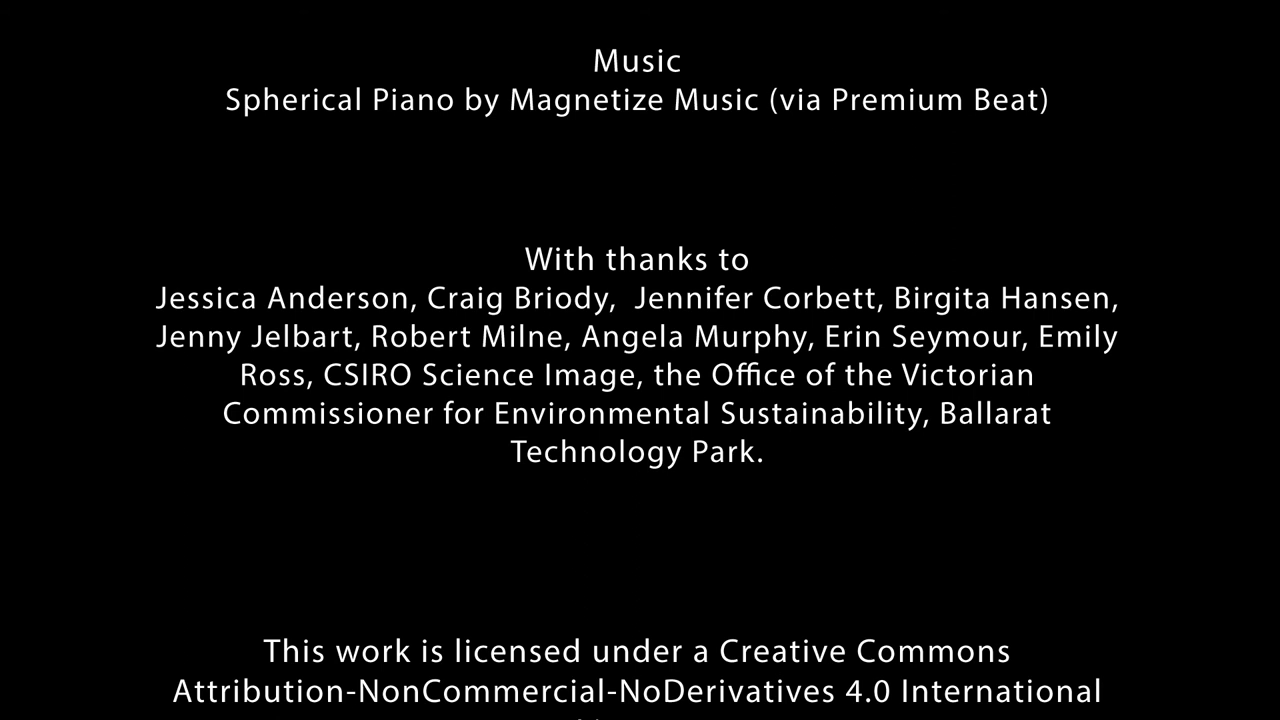 Music
Spherical Piano by Magnetize Music (via Premium Beat)
With thanks to
Jessica Anderson, Craig Briody,  Jennifer Corbett, Birgita Hansen,
Jenny Jelbart, Robert Milne, Angela Murphy, Erin Seymour, Emily
Ross, CSIRO Science Image, the Office of the Victorian
Commissioner for Environmental Sustainability, Ballarat
Technology Park.
This work is licensed under a Creative Commons
Attribution-NonCommercial-NoDerivatives 4.0 International